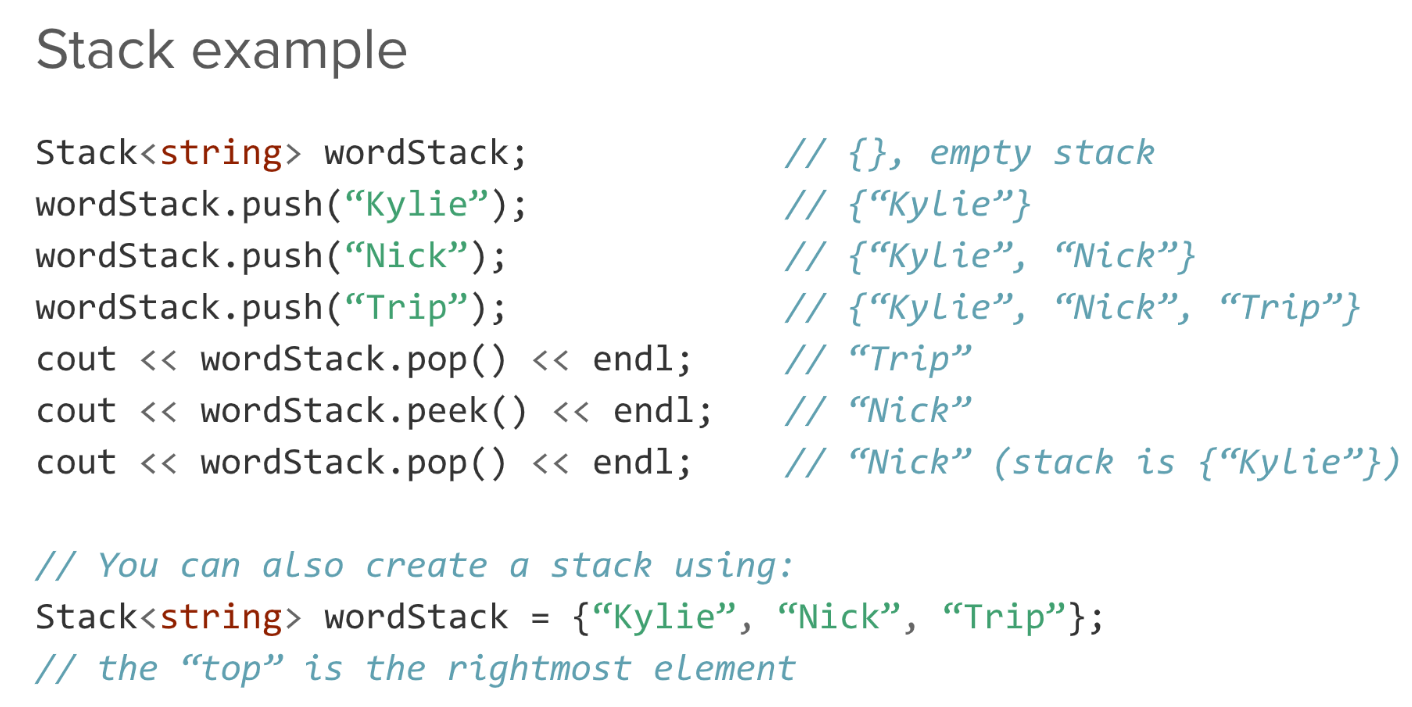 Stack example
Stack<string> wordStack; // {}, empty stack
wordStack.push(“Kylie”); // {“Kylie”}
wordStack.push(“Nick”); // {“Kylie”, “Nick”}
wordStack.push(“Trip”); // {“Kylie”, “Nick”, “Trip”}
cout << wordStack.pop() << endl; // “Trip”
cout << wordStack.peek() << endl; // “Nick”
cout << wordStack.pop() << endl; // “Nick” (stack is {“Kylie”})
// You can also create a stack using:
Stack<string> wordStack = {“Kylie”, “Nick”, “Trip”};
// the “top” is the rightmost element